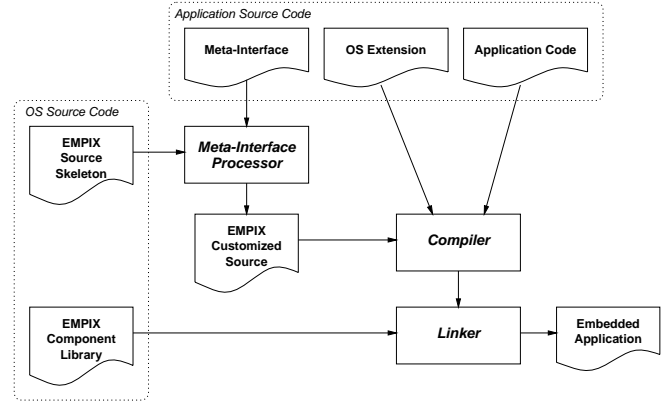 Application Source Code
Meta-Interface
OS Extension
Application Code
OS Source Code
EMPIX
Source
Skeleton
Meta-Interface
Processor
EMPIX
Customized
Source
Compiler
EMPIX
Component
Library
Linker
Embedded
Application